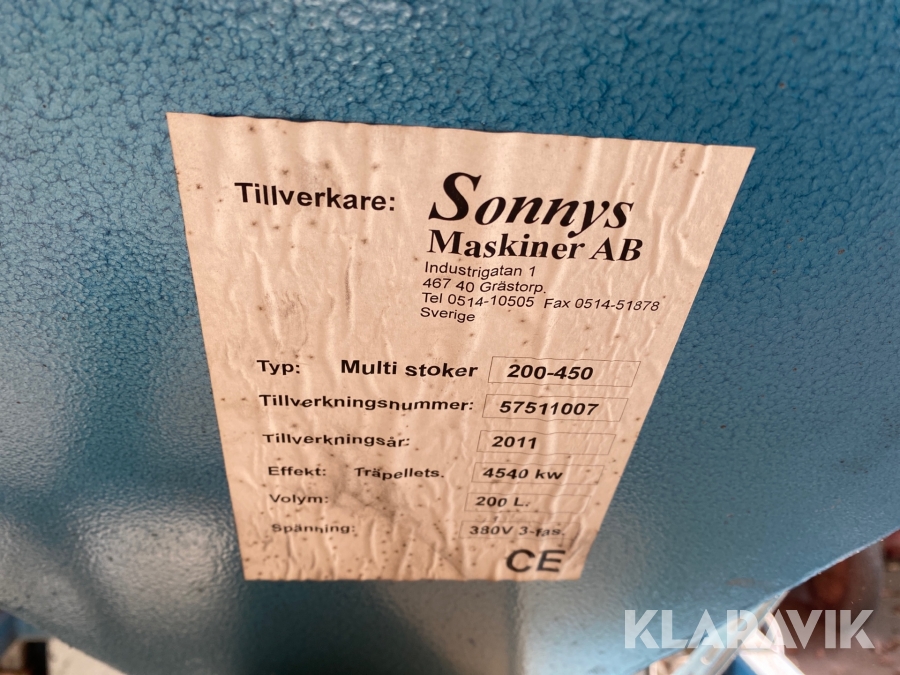 Tillverkare: Sonnys
Maskiner AB
Industrigatan 1
467 40 Grästorp.
Tel 0514-10505 Fax 0514-51878
Sverige
Typ: Multi stoker 200-450
Tillverkningsnummer: 57511007
Tillverkningsår: 2011
Effekt: Träpellets. 4540 kw
Volym: 200 L.
Spänning: 380V 3-fas.
CE
KLARAVIK